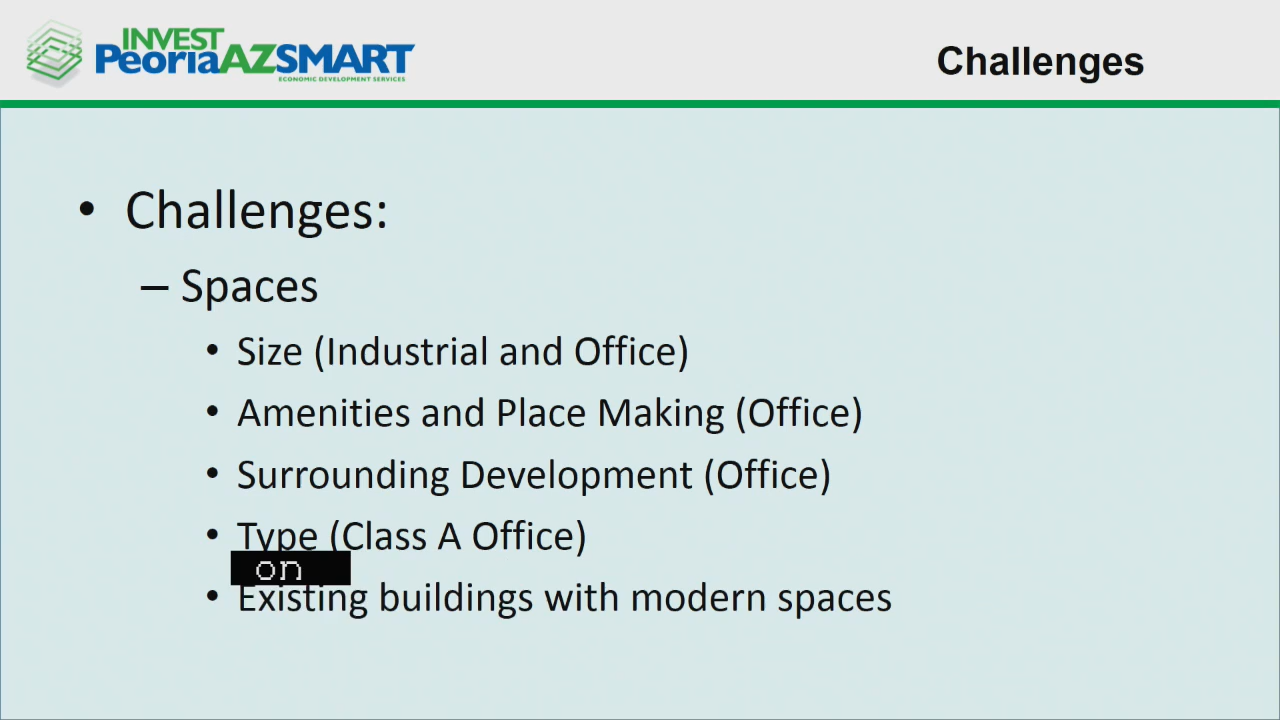 INVEST
PeoriaAZSMART
ECONOMIC DEVELOPMENT SERVICES
Challenges
• Challenges:
– Spaces
• Size (Industrial and Office)
• Amenities and Place Making (Office)
• Surrounding Development (Office)
• Type (Class A Office)
on
• Existing buildings with modern spaces